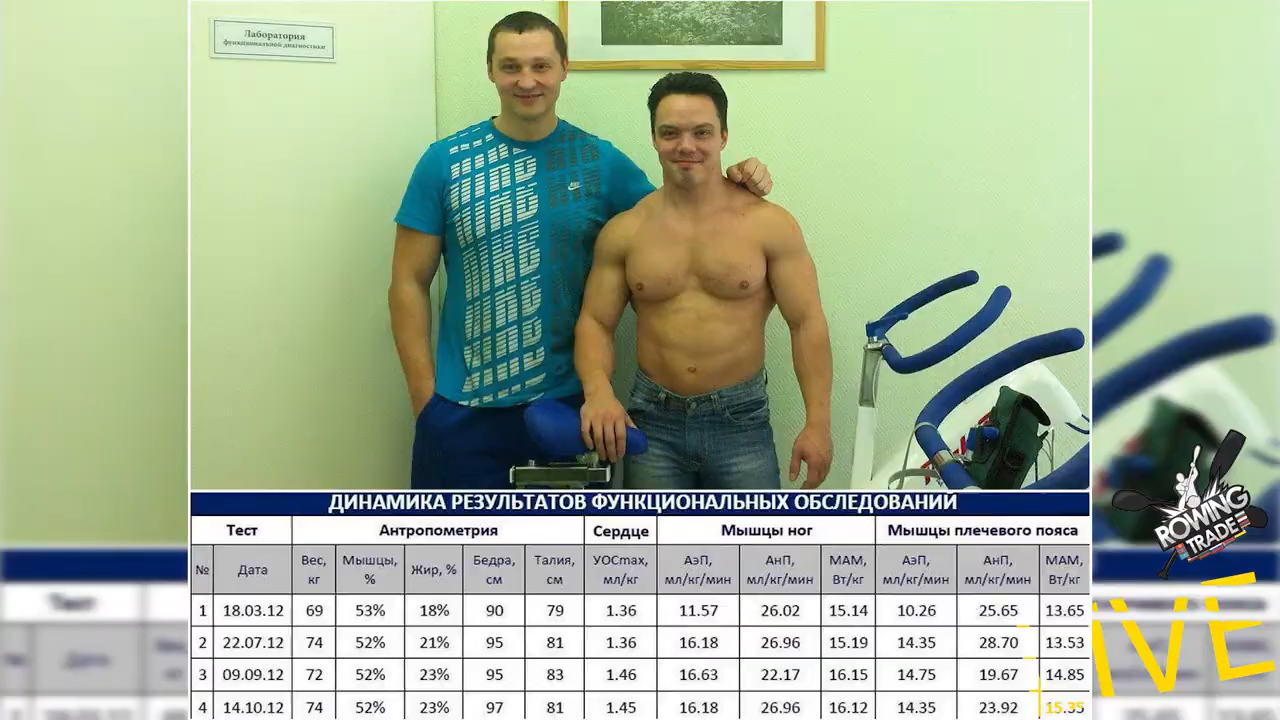 Лаборатория
функциональной диагностики
NIKE
ДИНАМИКА РЕЗУЛЬТАТОВ ФУНКЦИОНАЛЬНЫХ ОБСЛЕДОВАНИЙ
Тест Антропометрия Сердце Мышцы ног Мышцы плечевого пояса
№ Дата Вес, кг Мышцы, % Жир, % Бедра, см Талия, см УОСmax, мл/кг АэП, мл/кг/мин АнП, мл/кг/мин МАМ, Вт/кг АэП, мл/кг/мин АнП, мл/кг/мин МАМ, Вт/кг
1 18.03.12 69 53% 18% 90 79 1.36 11.57 26.02 15.14 10.26 25.65 13.65
2 22.07.12 74 52% 21% 95 81 1.36 16.18 26.96 15.19 14.35 28.70 13.53
3 09.09.12 72 52% 23% 95 83 1.46 16.63 22.17 16.15 14.75 19.67 14.85
4 14.10.12 74 52% 23% 97 81 1.45 16.18 26.96 16.12 14.35 23.92 15.35
ROWING
TRADE
IVE